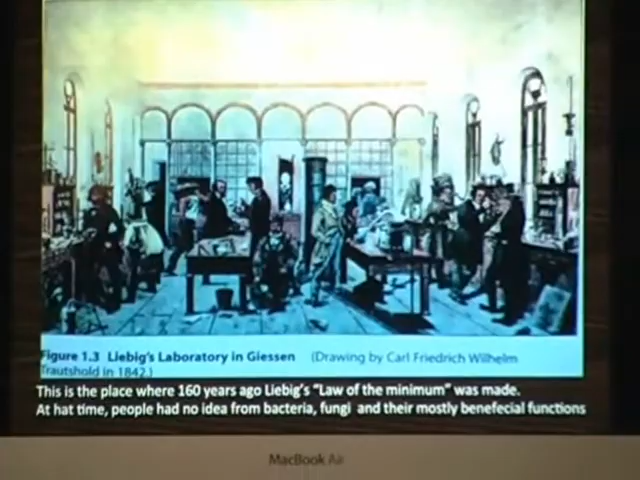 Figure 1.3 Liebig's Laboratory in Giessen (Drawing by Carl Friedrich Wilhelm
Trautshold in 1842.)
This is the place where 160 years ago Liebig's "Law of the minimum" was made.
At hat time, people had no idea from bacteria, fungi and their mostly benefecial functions
MacBook Air